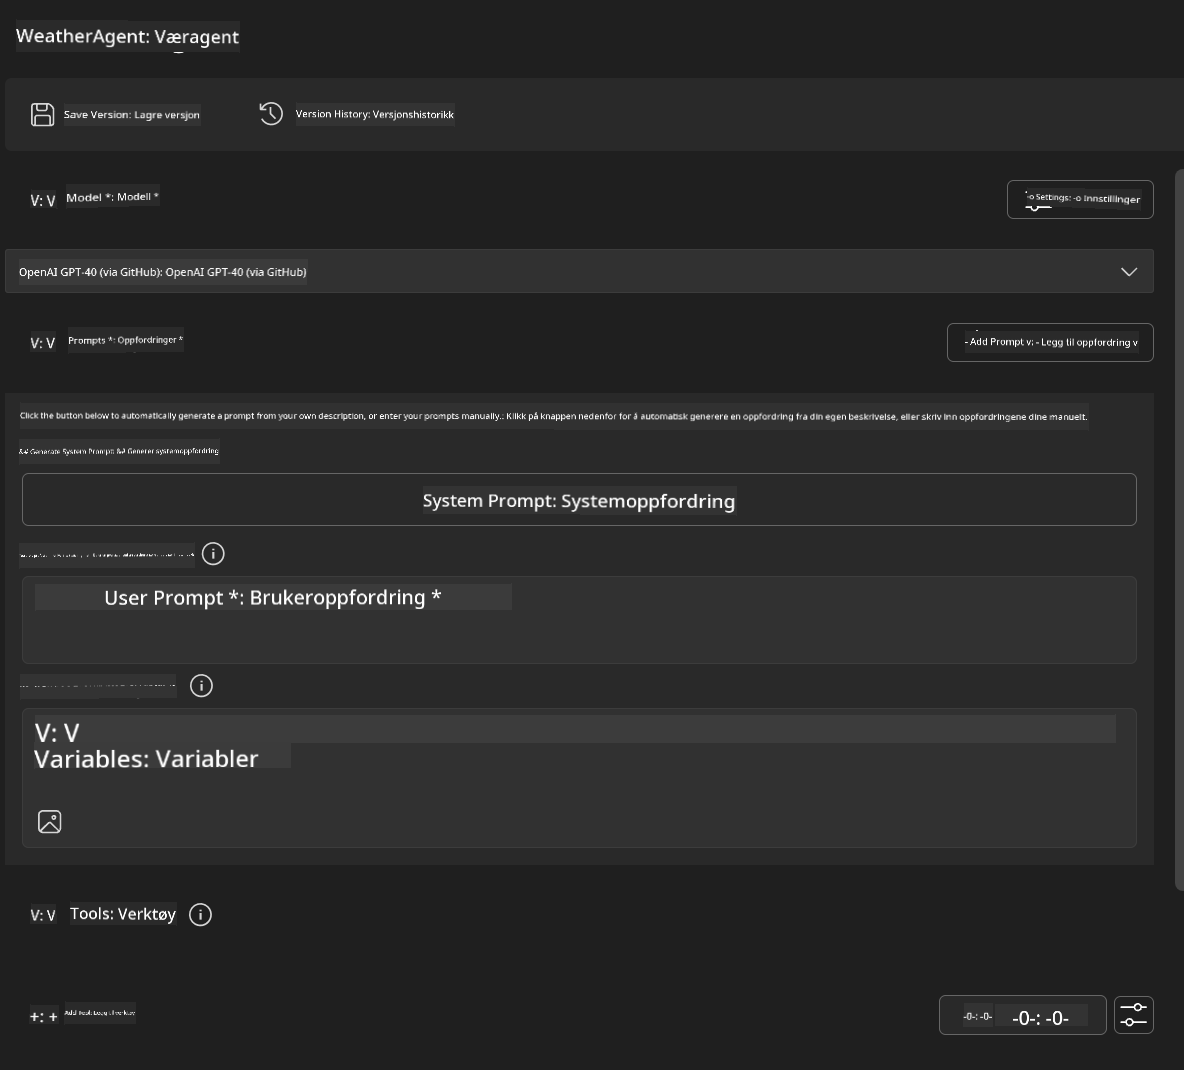 WeatherAgent: Væragent
Save Version: Lagre versjon
Version History: Versjonshistorikk
V: V
Model *: Modell *
-o Settings: -o Innstillinger
OpenAI GPT-40 (via GitHub): OpenAI GPT-40 (via GitHub)
V: V
Prompts *: Oppfordringer *
- Add Prompt v: - Legg til oppfordring v
Click the button below to automatically generate a prompt from your own description, or enter your prompts manually.: Klikk på knappen nedenfor for å automatisk generere en oppfordring fra din egen beskrivelse, eller skriv inn oppfordringene dine manuelt.
&# Generate System Prompt: &# Generer systemoppfordring
System Prompt: Systemoppfordring
User Prompt *: Brukeroppfordring *
V: V
Variables: Variabler
V: V
Tools: Verktøy
+: +
Add Tool: Legg til verktøy
-0-: -0-
-0-: -0-